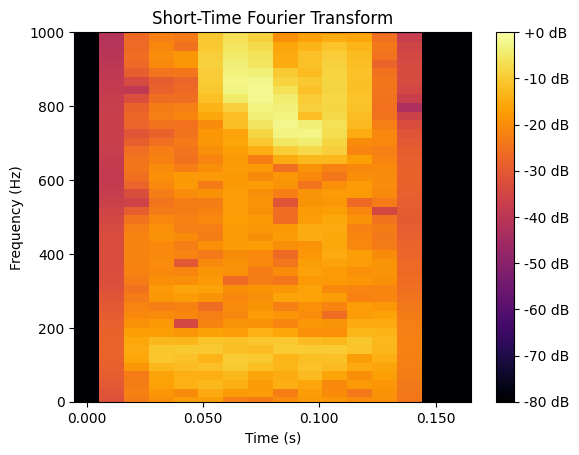 Short-Time Fourier Transform
1000
800
600
400
200
0
Frequency (Hz)
0.000
0.050
0.100
0.150
Time (s)
+0 dB
-10 dB
-20 dB
-30 dB
-40 dB
-50 dB
-60 dB
-70 dB
-80 dB